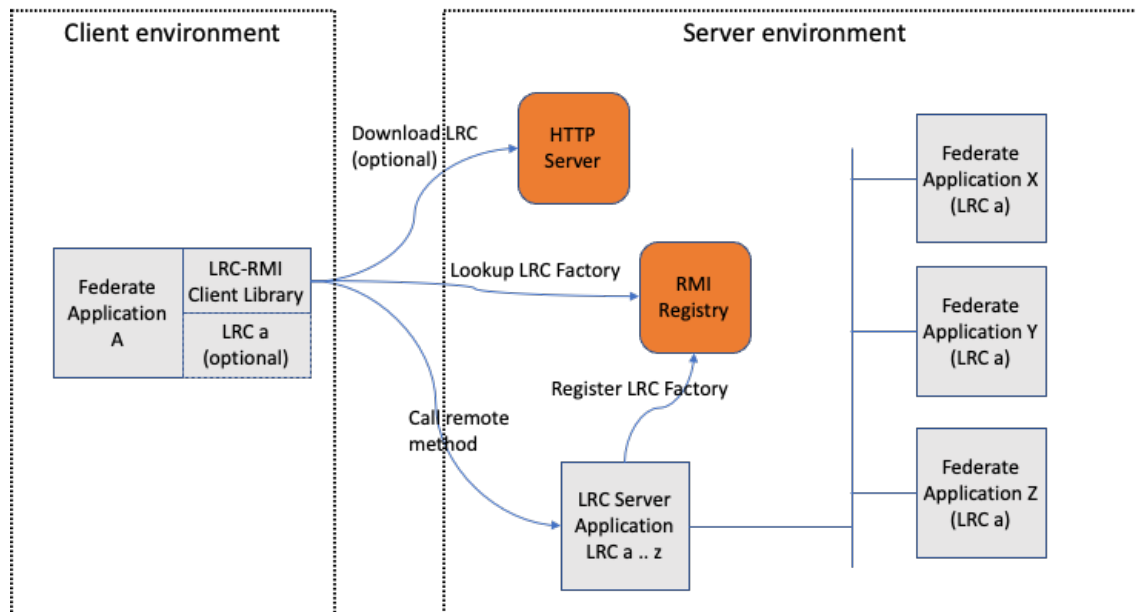 Client environment
Server environment
Download LRC
(optional)
HTTP
Server
Federate
Application X
(LRC a)
Federate
Application
A
LRC-RMI
Client Library
LRC a
(optional)
Lookup LRC Factory
RMI
Registry
Federate
Application Y
(LRC a)
Register LRC Factory
Call remote
method
LRC Server
Application
LRC a .. z
Federate
Application Z
(LRC a)